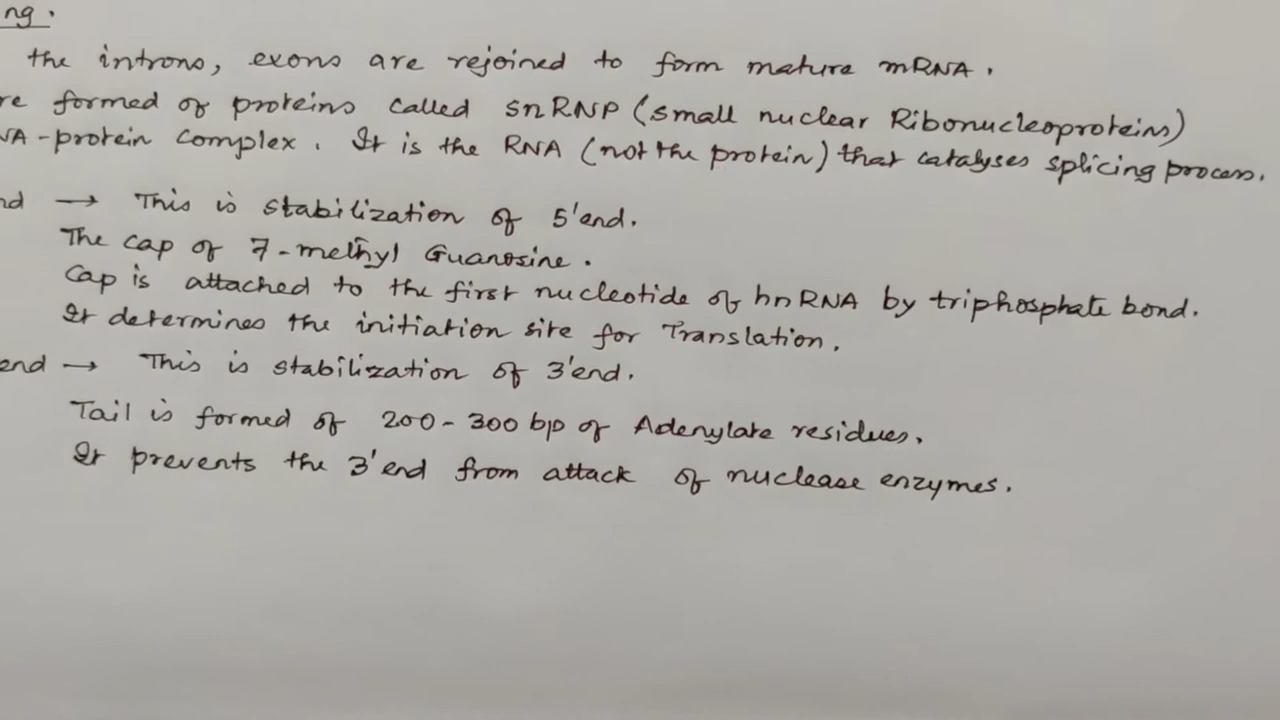 ng.
the introns, exons are rejoined to form mature mRNA.
re formed of proteins called snRNP (small nuclear Ribonucleoproteins)
NA-protein complex. It is the RNA (not the protein) that catalyses splicing process.
nd → This is stabilization of 5'end.
The cap of 7-methyl Guanosine.
Cap is attached to the first nucleotide of hnRNA by triphosphate bond.
It determines the initiation site for Translation.
end → This is stabilization of 3'end.
Tail is formed of 200-300 bp of Adenylate residues.
It prevents the 3'end from attack of nuclease enzymes.